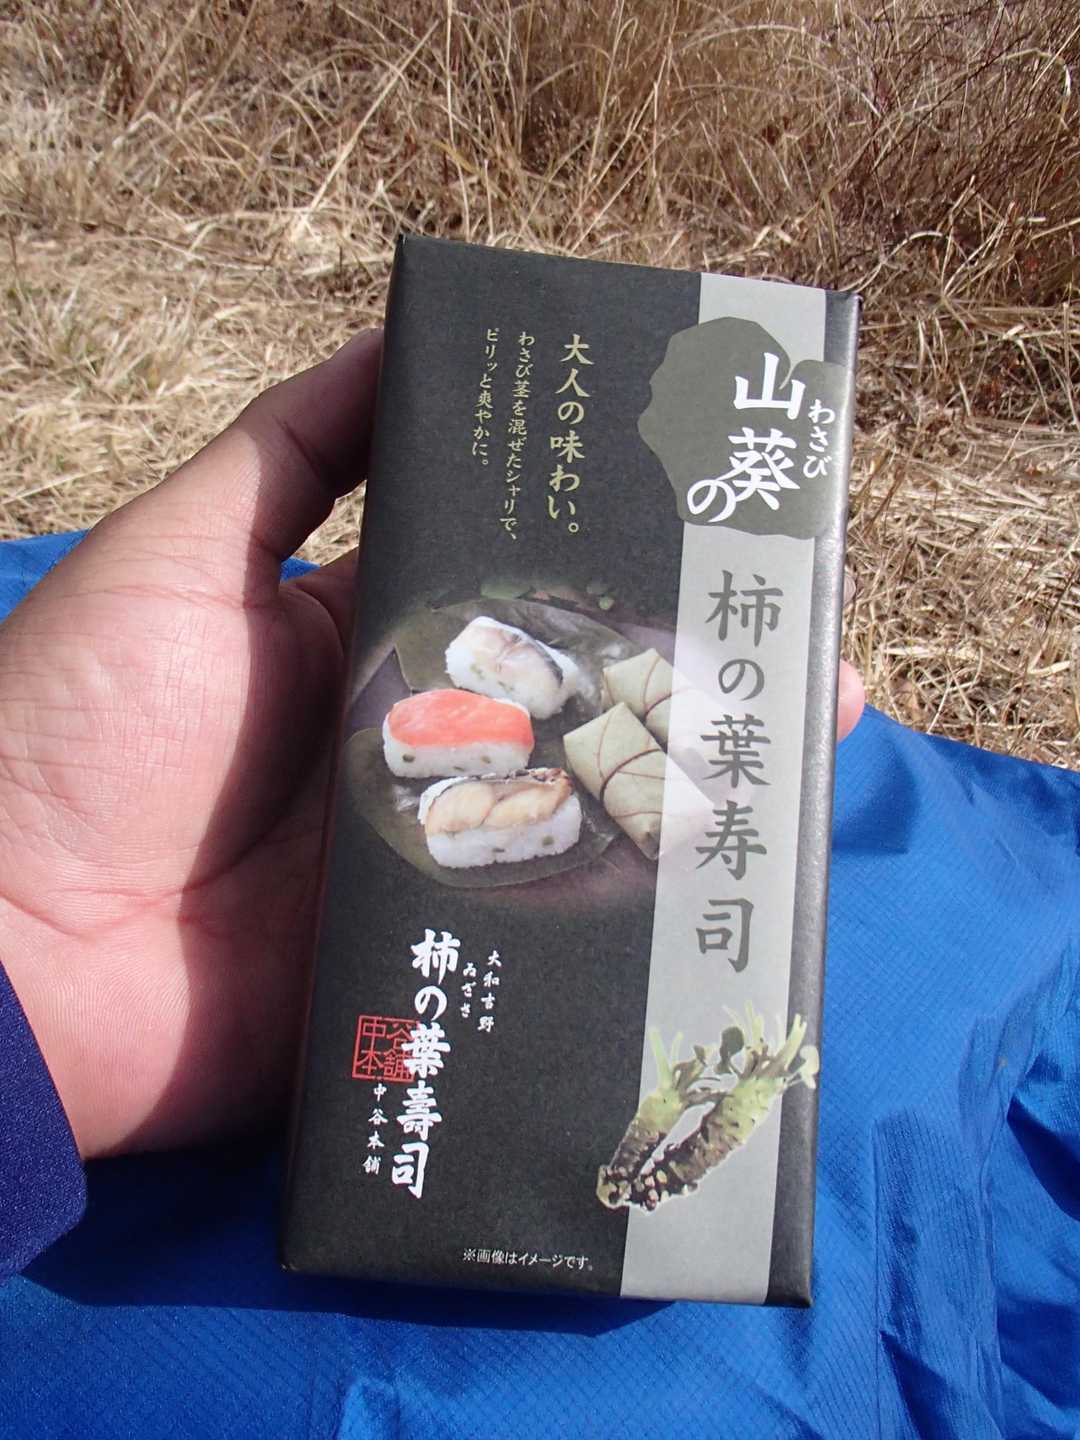 山葵の
わさび
柿の葉寿司
大人の味わい。
わさび茎を混ぜたシャリで、
ピリッと爽やかに。
大和吉野
ゐざさ
柿の葉壽司
中谷本舗
中谷本舗
※画像はイメージです。